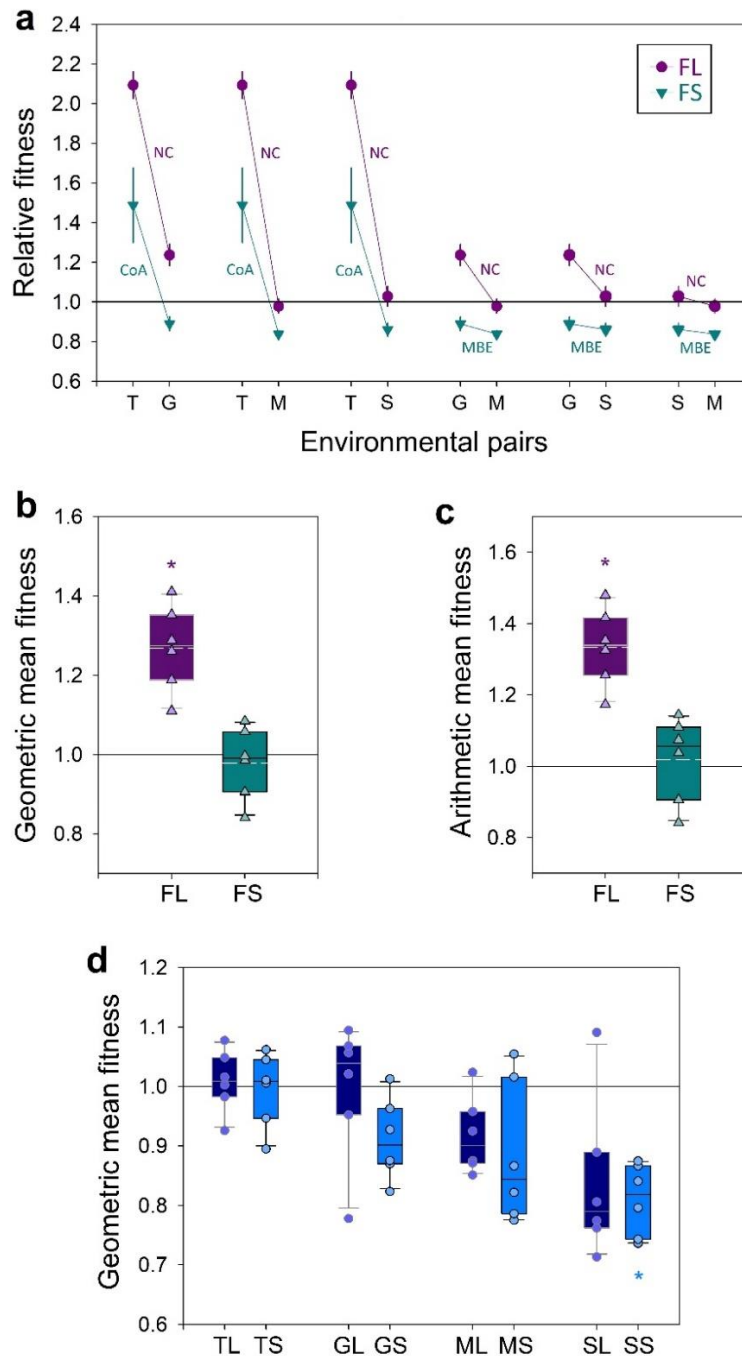 a
Relative fitness
2.4
2.2
2.0
1.8
1.6
1.4
1.2
1.0
0.8
0.6
FL
FS
NC
NC
NC
NC
NC
NC
CoA
CoA
CoA
MBE
MBE
MBE
T G T M T S G M G S S M
Environmental pairs
b
Geometric mean fitness
1.6
1.4
1.2
1.0
0.8
*
FL FS
c
Arithmetic mean fitness
1.6
1.4
1.2
1.0
0.8
*
FL FS
d
Geometric mean fitness
1.2
1.1
1.0
0.9
0.8
0.7
0.6
*
TL TS GL GS ML MS SL SS